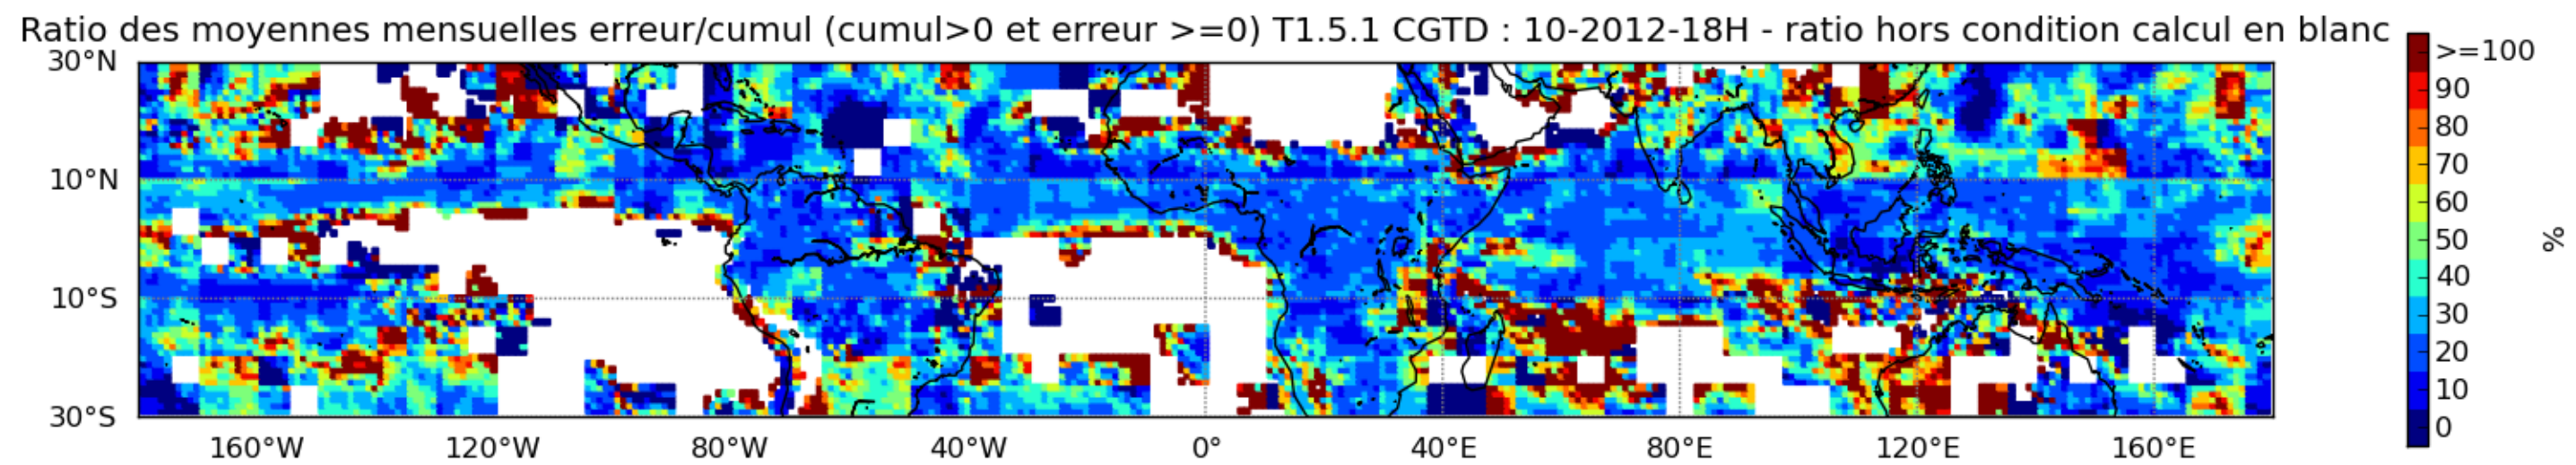 Ratio des moyennes mensuelles erreur/cumul (cumul>0 et erreur >=0) T1.5.1 CGTD : 10-2012-18H - ratio hors condition calcul en blanc
30°N
10°N
10°S
30°S
160°W 120°W 80°W 40°W 0° 40°E 80°E 120°E 160°E
>=100
90
80
70
60
50
40
30
20
10
0
%